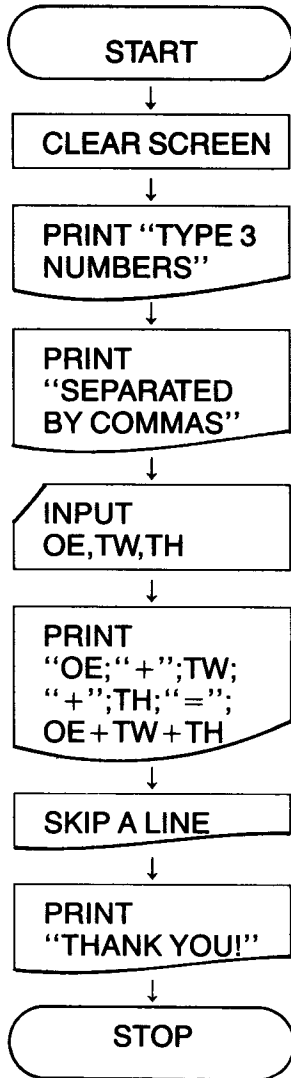 START
CLEAR SCREEN
PRINT “TYPE 3
NUMBERS”
PRINT
“SEPARATED
BY COMMAS”
INPUT
OE,TW,TH
PRINT
“OE;“+”;TW;
“+”;TH;“=”;
OE+TW+TH
SKIP A LINE
PRINT
“THANK YOU!”
STOP